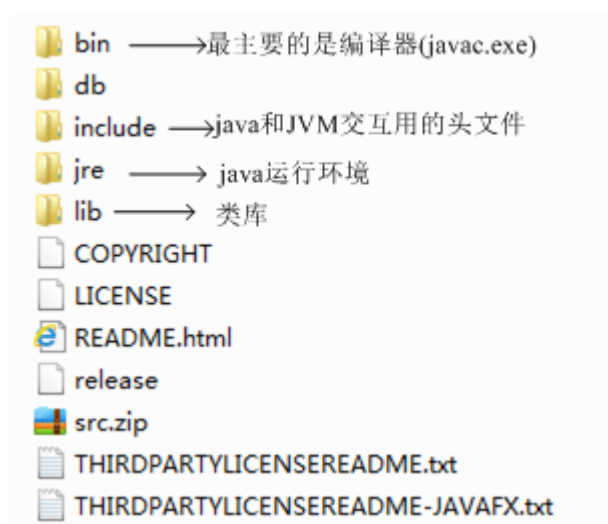 bin ⟶最主要的是编译器(javac.exe)
db
include ⟶java和JVM交互用的头文件
jre ⟶ java运行环境
lib ⟶ 类库
COPYRIGHT
LICENSE
README.html
release
src.zip
THIRDPARTYLICENSEREADME.txt
THIRDPARTYLICENSEREADME-JAVAFX.txt